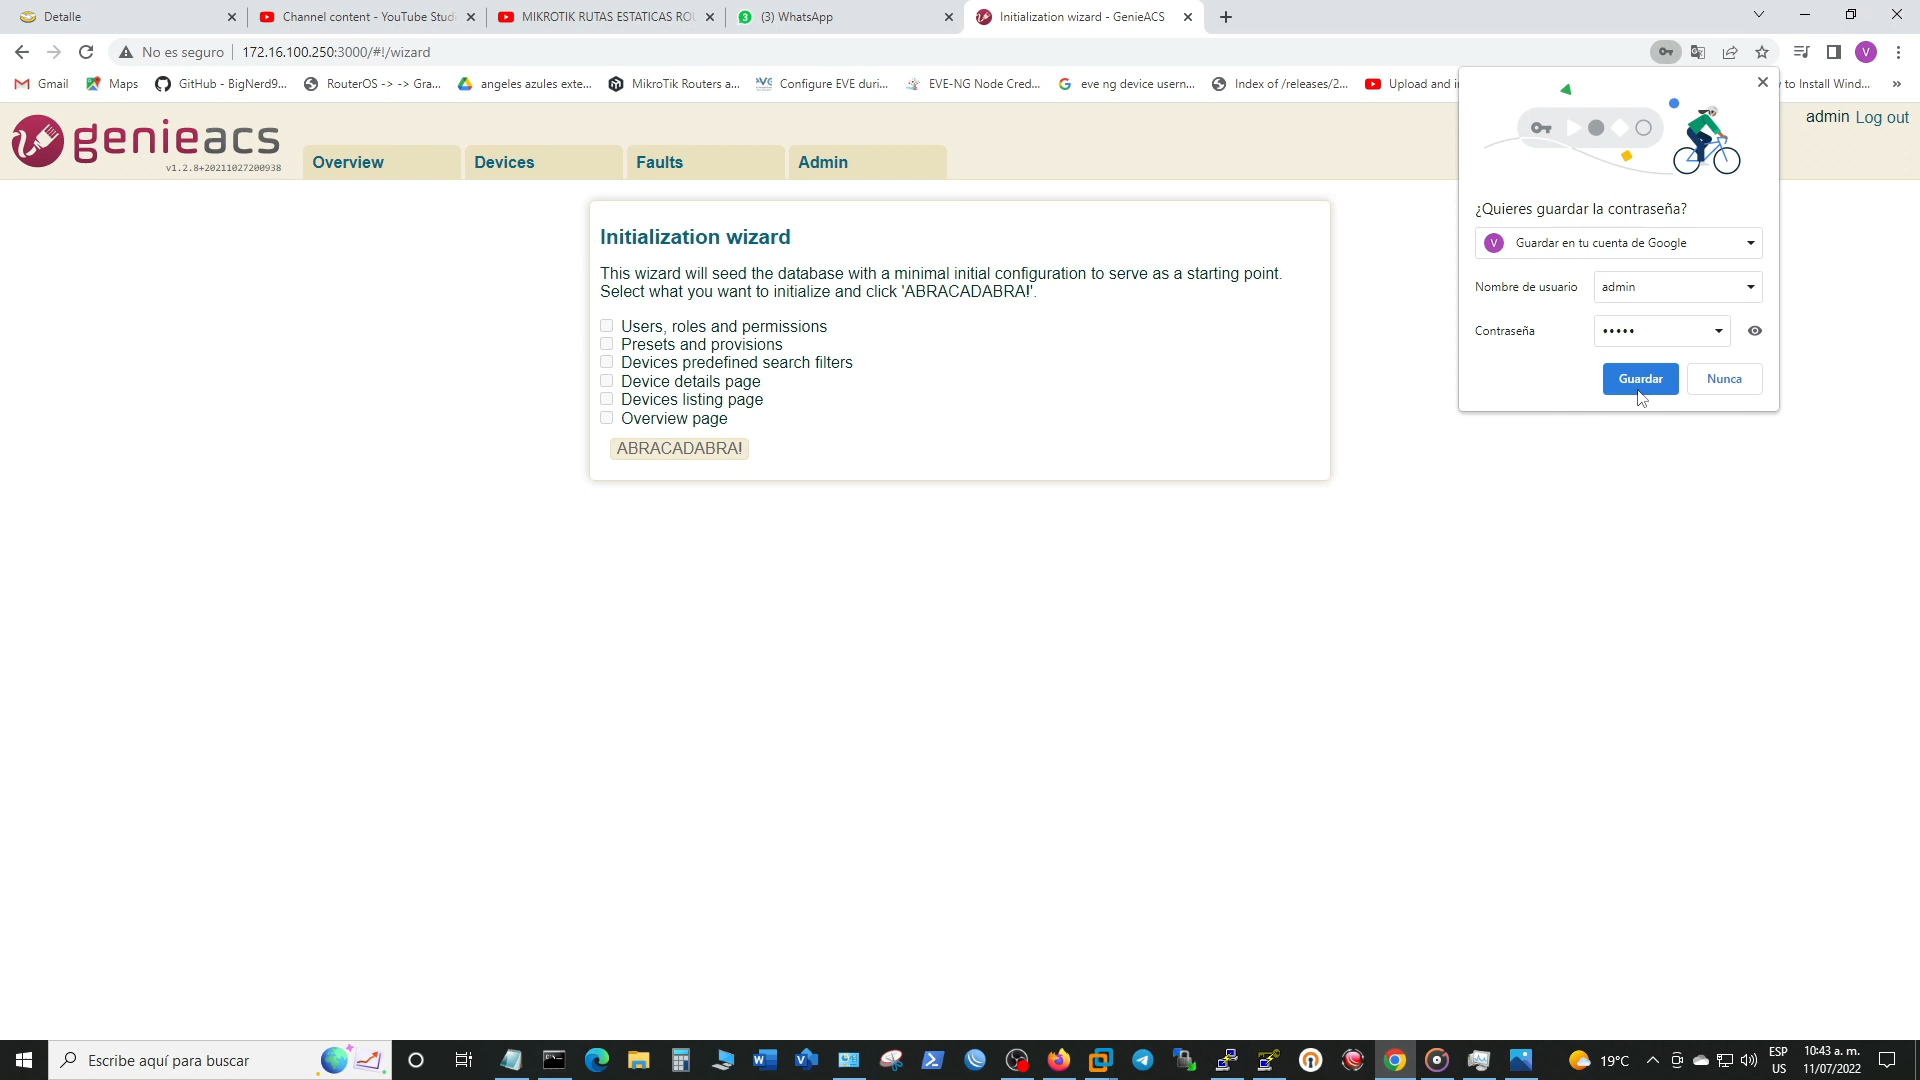 Detalle
Channel content - YouTube Studi
MIKROTIK RUTAS ESTATICAS ROU
(3) WhatsApp
Initialization wizard - GenieACS
No es seguro
172.16.100.250:3000/#!/wizard
Gmail
Maps
GitHub - BigNerd9...
RouterOS -> -> Gra...
angeles azules exte...
MikroTik Routers a...
Configure EVE duri...
EVE-NG Node Cred...
eve ng device usern...
Index of /releases/2...
Upload and i
to Install Wind...
»
genieacs
v1.2.8+20211027200938
Overview
Devices
Faults
Admin
admin Log out
Initialization wizard
This wizard will seed the database with a minimal initial configuration to serve as a starting point.
Select what you want to initialize and click 'ABRACADABRA!'.
Users, roles and permissions
Presets and provisions
Devices predefined search filters
Device details page
Devices listing page
Overview page
ABRACADABRA!
¿Quieres guardar la contraseña?
V
Guardar en tu cuenta de Google
Nombre de usuario
admin
Contraseña
•••••
Guardar
Nunca
Escribe aquí para buscar
19°C
ESP
US
10:43 a. m.
11/07/2022